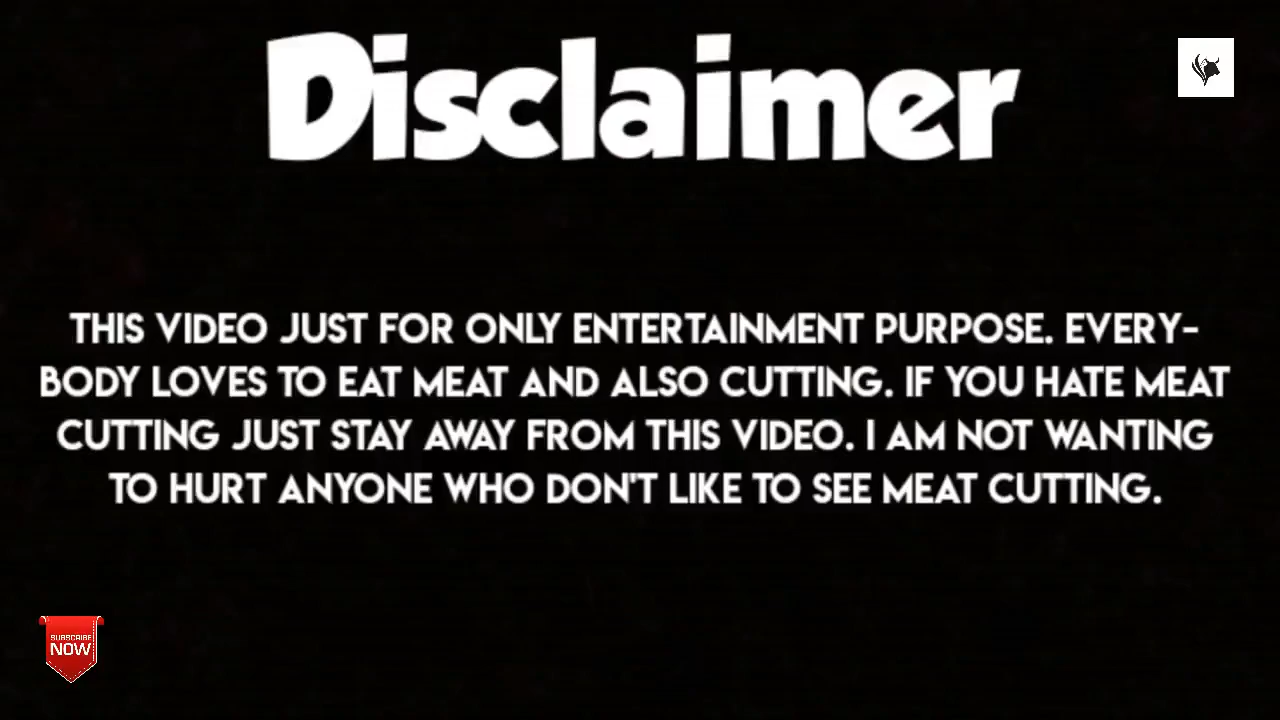 Disclaimer
THIS VIDEO JUST FOR ONLY ENTERTAINMENT PURPOSE. EVERY-
BODY LOVES TO EAT MEAT AND ALSO CUTTING. IF YOU HATE MEAT
CUTTING JUST STAY AWAY FROM THIS VIDEO. I AM NOT WANTING
TO HURT ANYONE WHO DON'T LIKE TO SEE MEAT CUTTING.
SUBSCRIBE
NOW